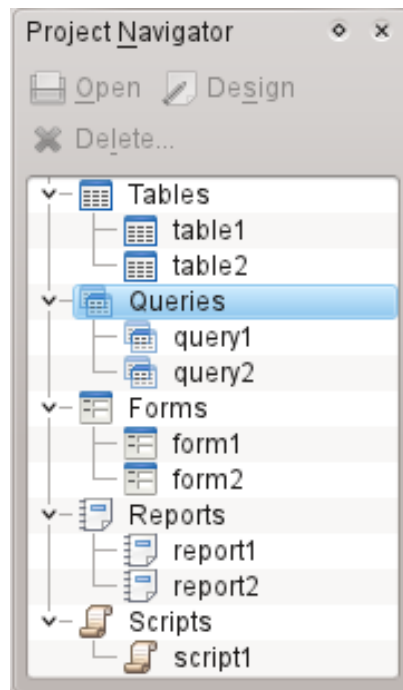 Project Navigator
Open Design
Delete...
Tables
table1
table2
Queries
query1
query2
Forms
form1
form2
Reports
report1
report2
Scripts
script1